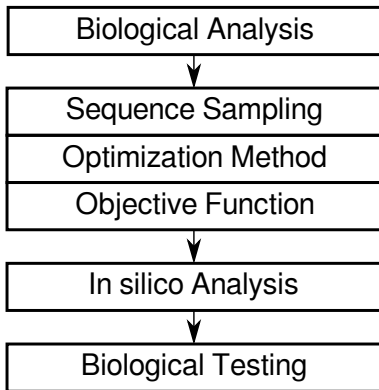 Biological Analysis
Sequence Sampling
Optimization Method
Objective Function
In silico Analysis
Biological Testing